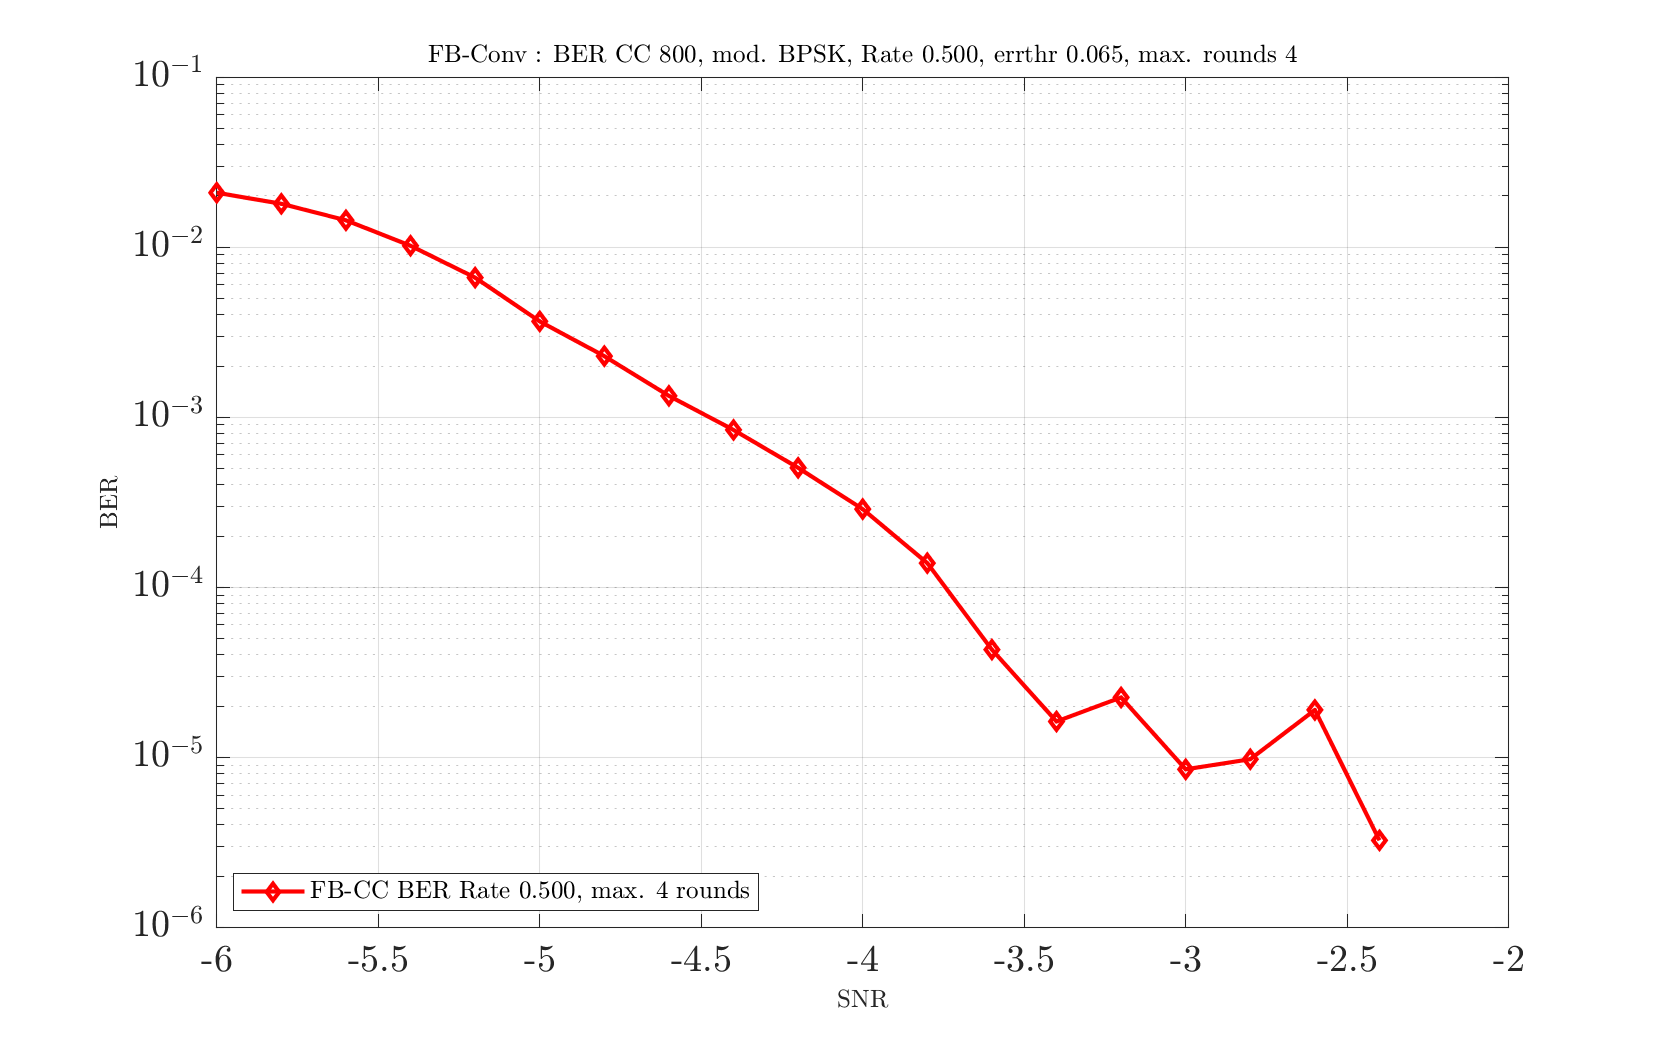 FB-Conv : BER CC 800, mod. BPSK, Rate 0.500, errthr 0.065, max. rounds 4
10^{-1}
10^{-2}
10^{-3}
10^{-4}
10^{-5}
10^{-6}
BER
FB-CC BER Rate 0.500, max. 4 rounds
-6 -5.5 -5 -4.5 -4 -3.5 -3 -2.5 -2
SNR